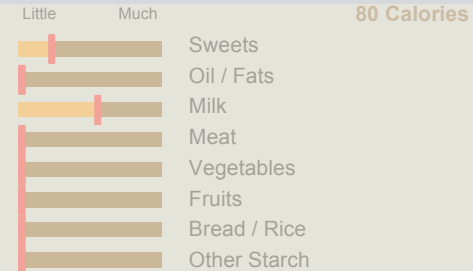 Little Much 80 Calories
Sweets
Oil / Fats
Milk
Meat
Vegetables
Fruits
Bread / Rice
Other Starch